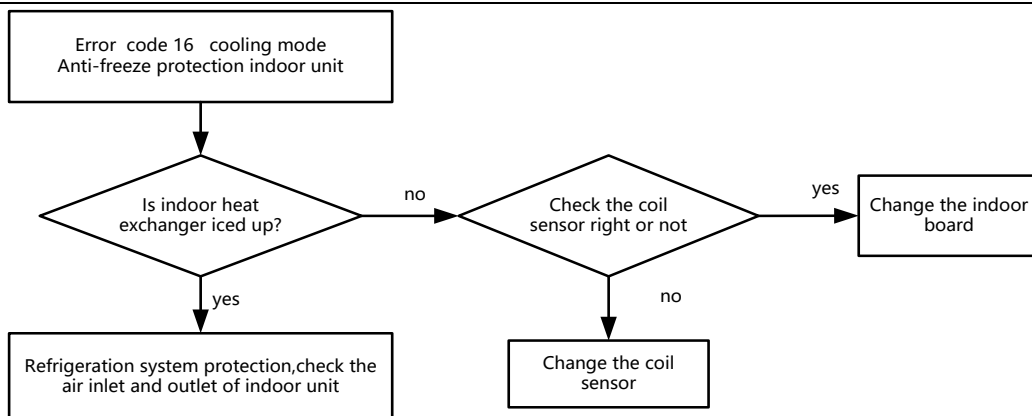 Error code 16 cooling mode
Anti-freeze protection indoor unit
Is indoor heat
exchanger iced up?
no
Check the coil
sensor right or not
yes
Change the indoor
board
yes
no
Refrigeration system protection,check the
air inlet and outlet of indoor unit
Change the coil
sensor